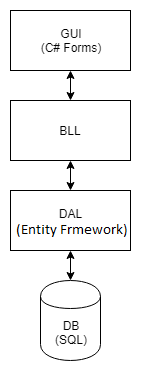 GUI
(C# Forms)
BLL
DAL
(Entity Frmework)
DB
(SQL)